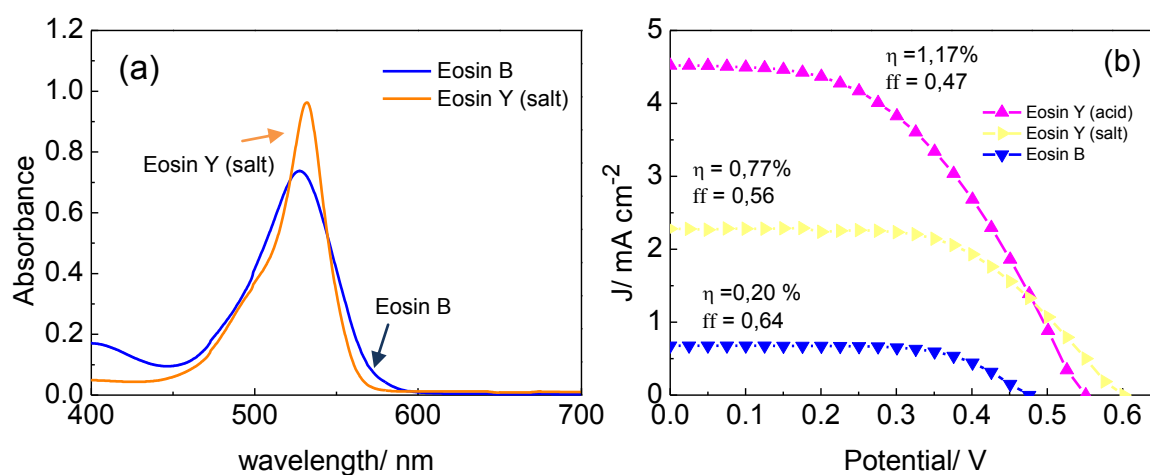 (a)
Eosin B
Eosin Y (salt)
Eosin Y (salt)
Eosin B
Absorbance
1.2
1.0
0.8
0.6
0.4
0.2
0.0
400
500
600
700
wavelength/ nm
(b)
η =1,17%
ff = 0,47
Eosin Y (acid)
Eosin Y (salt)
Eosin B
η = 0,77%
ff = 0,56
η =0,20 %
ff = 0,64
J/ mA cm-2
5
4
3
2
1
0
0.0
0.1
0.2
0.3
0.4
0.5
0.6
Potential/ V